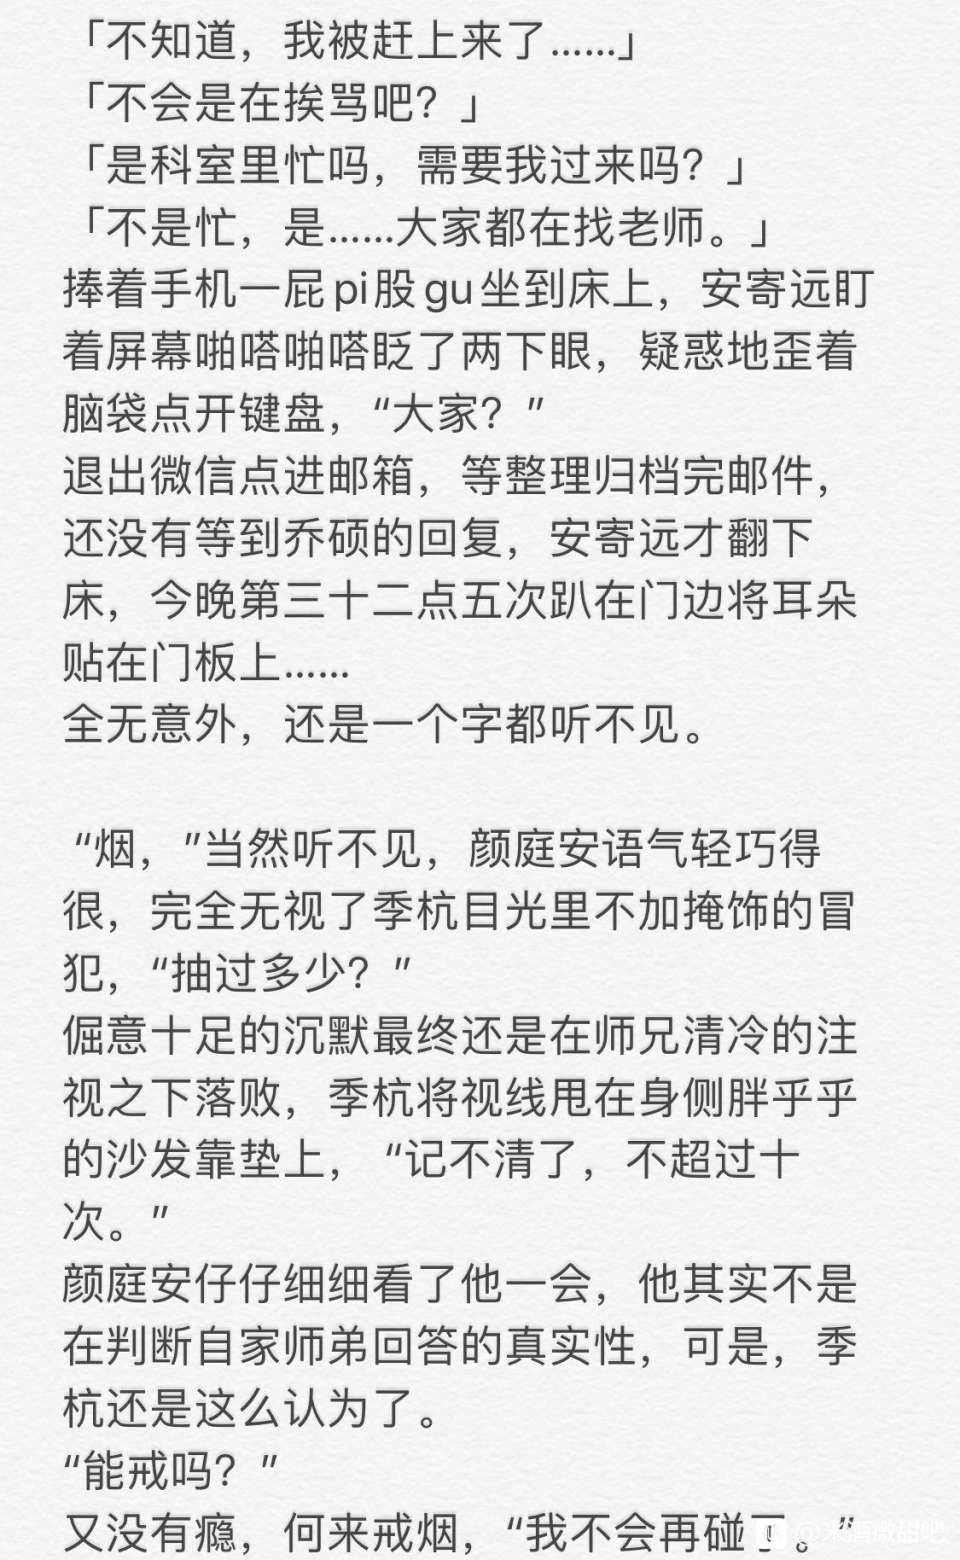 「不知道，我被赶上来了……」
「不会是在挨骂吧？」
「是科室里忙吗，需要我过来吗？」
「不是忙，是……大家都在找老师。」
捧着手机一屁pi股gu坐到床上，安寄远盯
着屏幕啪嗒啪嗒眨了两下眼，疑惑地歪着
脑袋点开键盘，“大家？”
退出微信点进邮箱，等整理归档完邮件，
还没有等到乔硕的回复，安寄远才翻下
床，今晚第三十二点五次趴在门边将耳朵
贴在门板上……
全无意外，还是一个字都听不见。
“烟，”当然听不见，颜庭安语气轻巧得
很，完全无视了季杭目光里不加掩饰的冒
犯，“抽过多少？”
倔意十足的沉默最终还是在师兄清冷的注
视之下落败，季杭将视线甩在身侧胖乎乎
的沙发靠垫上，“记不清了，不超过十
次。”
颜庭安仔仔细细看了他一会，他其实不是
在判断自家师弟回答的真实性，可是，季
杭还是这么认为了。
“能戒吗？”
又没有瘾，何来戒烟，“我不会再碰了。”